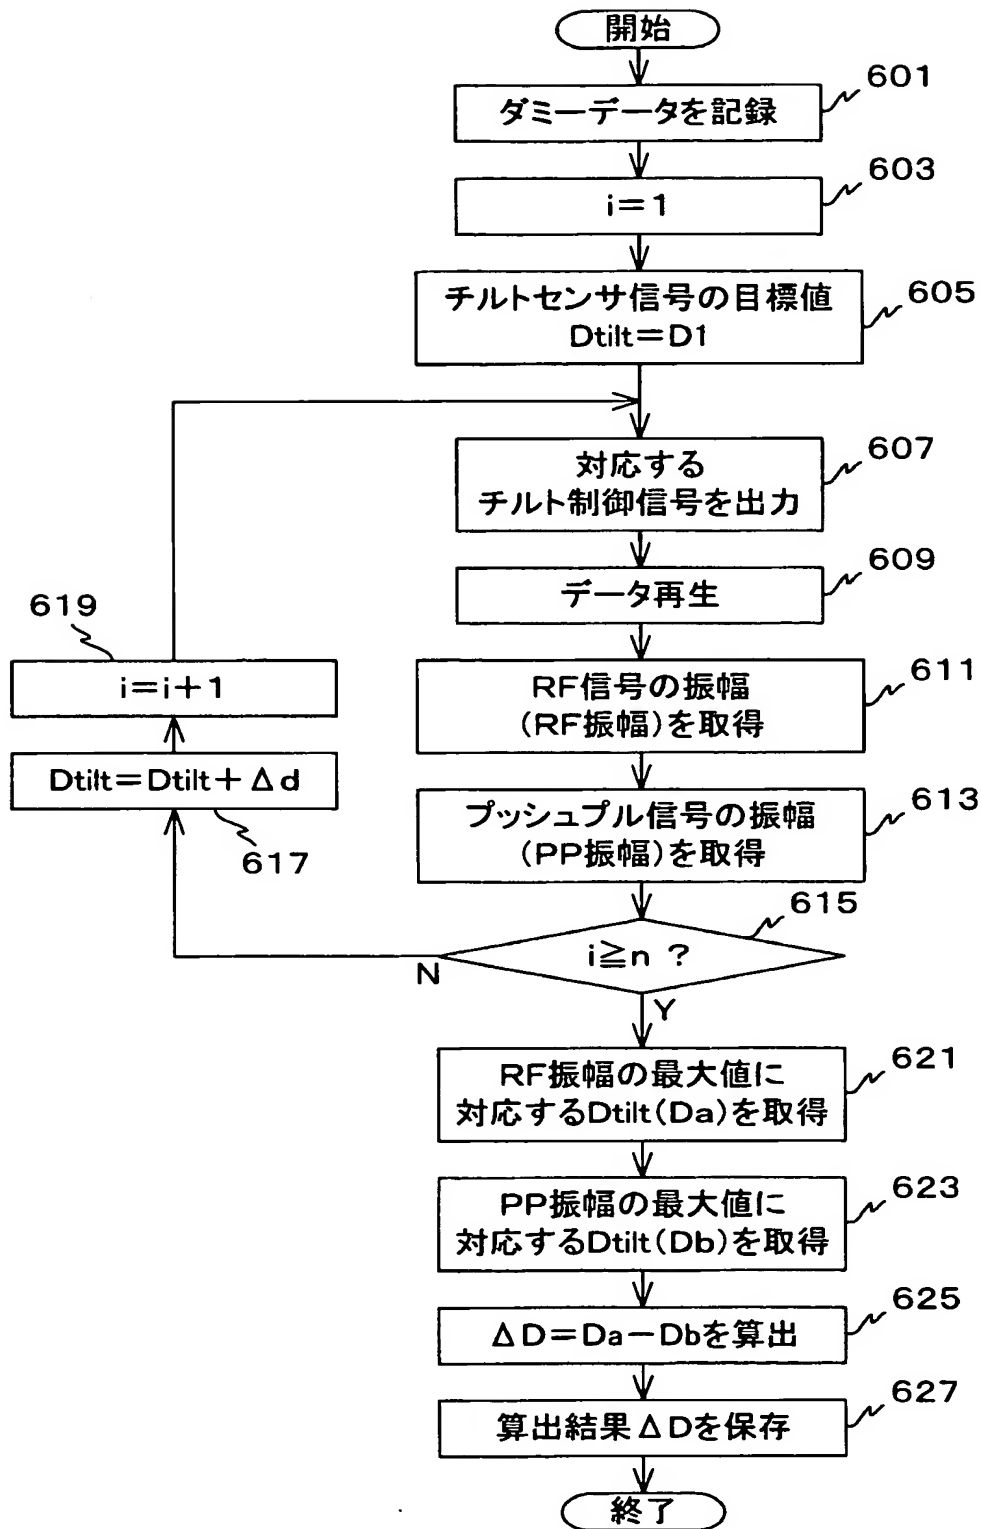 開始
601
ダミーデータを記録
603
i=1
605
チルトセンサ信号の目標値
Dtilt=D1
607
対応する
チルト制御信号を出力
609
データ再生
611
RF信号の振幅
(RF振幅)を取得
613
プッシュプル信号の振幅
(PP振幅)を取得
615
i≧n ?
N
Y
617
Dtilt=Dtilt+Δd
619
i=i+1
621
RF振幅の最大値に
対応するDtilt(Da)を取得
623
PP振幅の最大値に
対応するDtilt(Db)を取得
625
ΔD=Da-Dbを算出
627
算出結果ΔDを保存
終了